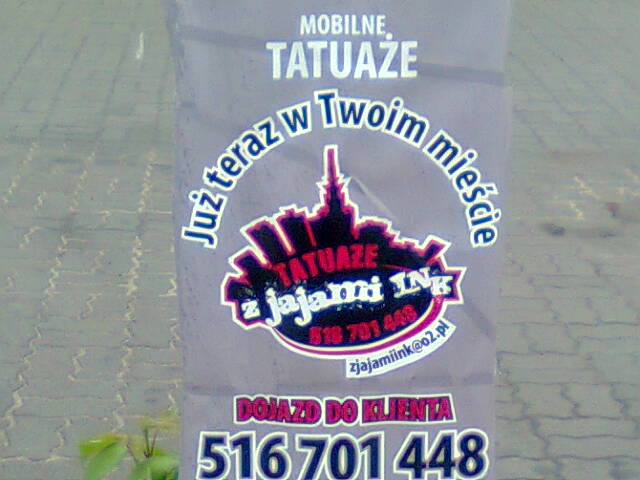 MOBILNE
TATUAŻE
Już teraz w Twoim mieście
TATUAZE
z jajami INK
516 701 448
zjajamiink@o2.pl
DOJAZD DO KLIENTA
516 701 448